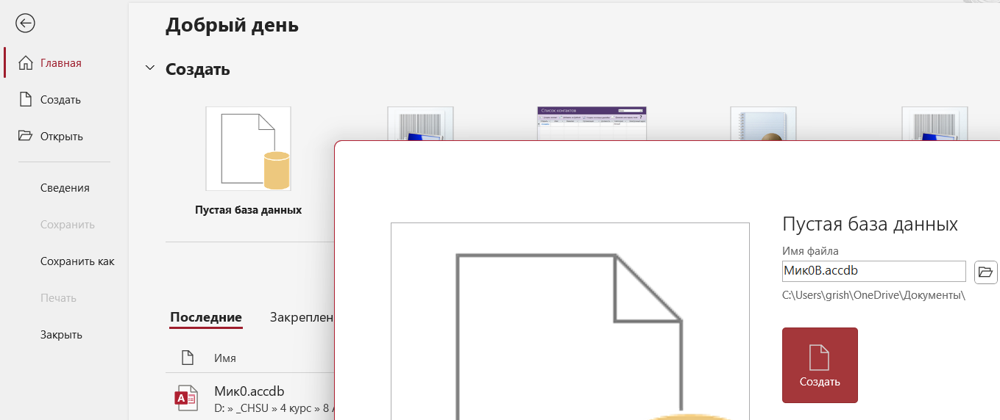 Добрый день
Главная
Создать
Создать
Открыть
Сведения
Сохранить
Сохранить как
Печать
Закрыть
Список контактов
Пустая база данных
Последние
Закреплен
Имя
Мик0.accdb
D: » _CHSU » 4 курс » 8
Пустая база данных
Имя файла
Мик0В.accdb
C:\Users\grish\OneDrive\Документы\
Создать